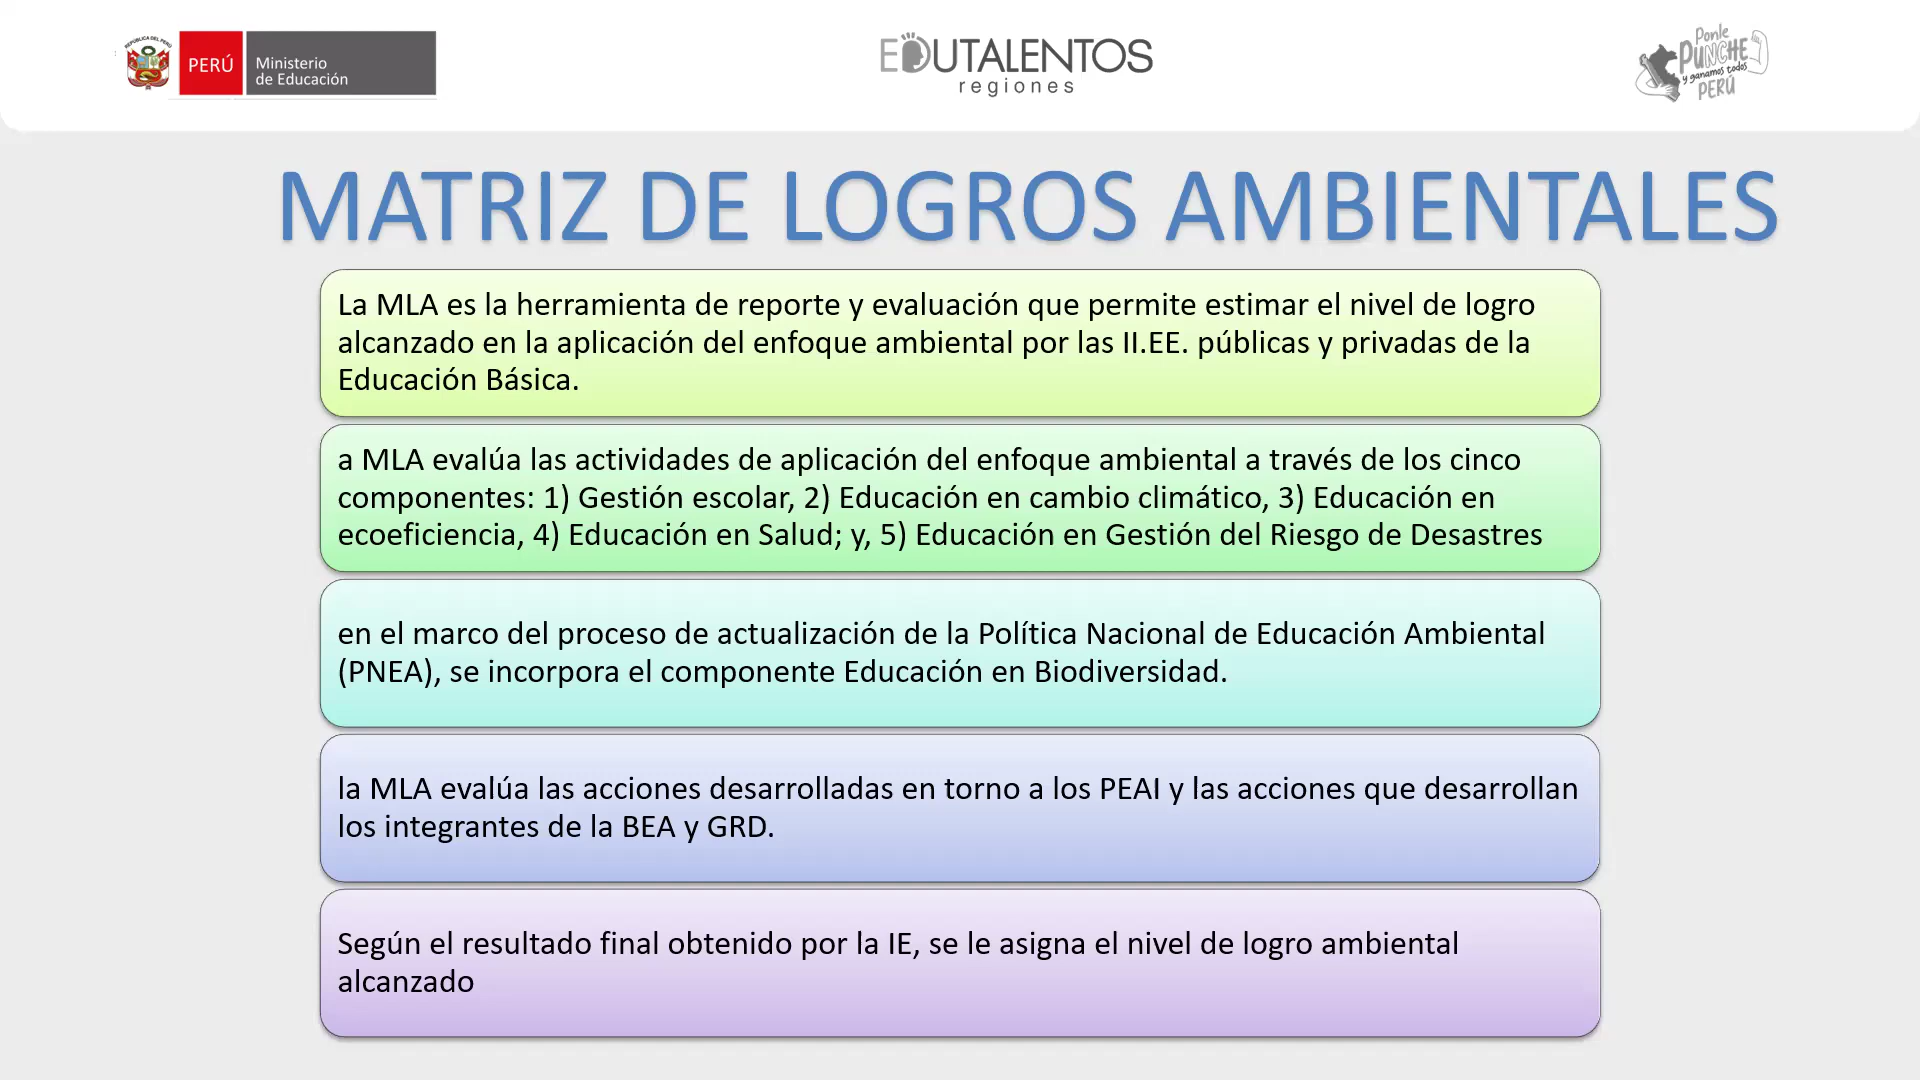 REPÚBLICA DEL PERÚ
PERÚ
Ministerio
de Educación
EDUTALENTOS
regiones
Ponle
PUNCHE
y ganamos todos
PERÚ
MATRIZ DE LOGROS AMBIENTALES
La MLA es la herramienta de reporte y evaluación que permite estimar el nivel de logro
alcanzado en la aplicación del enfoque ambiental por las II.EE. públicas y privadas de la
Educación Básica.
a MLA evalúa las actividades de aplicación del enfoque ambiental a través de los cinco
componentes: 1) Gestión escolar, 2) Educación en cambio climático, 3) Educación en
ecoeficiencia, 4) Educación en Salud; y, 5) Educación en Gestión del Riesgo de Desastres
en el marco del proceso de actualización de la Política Nacional de Educación Ambiental
(PNEA), se incorpora el componente Educación en Biodiversidad.
la MLA evalúa las acciones desarrolladas en torno a los PEAI y las acciones que desarrollan
los integrantes de la BEA y GRD.
Según el resultado final obtenido por la IE, se le asigna el nivel de logro ambiental
alcanzado